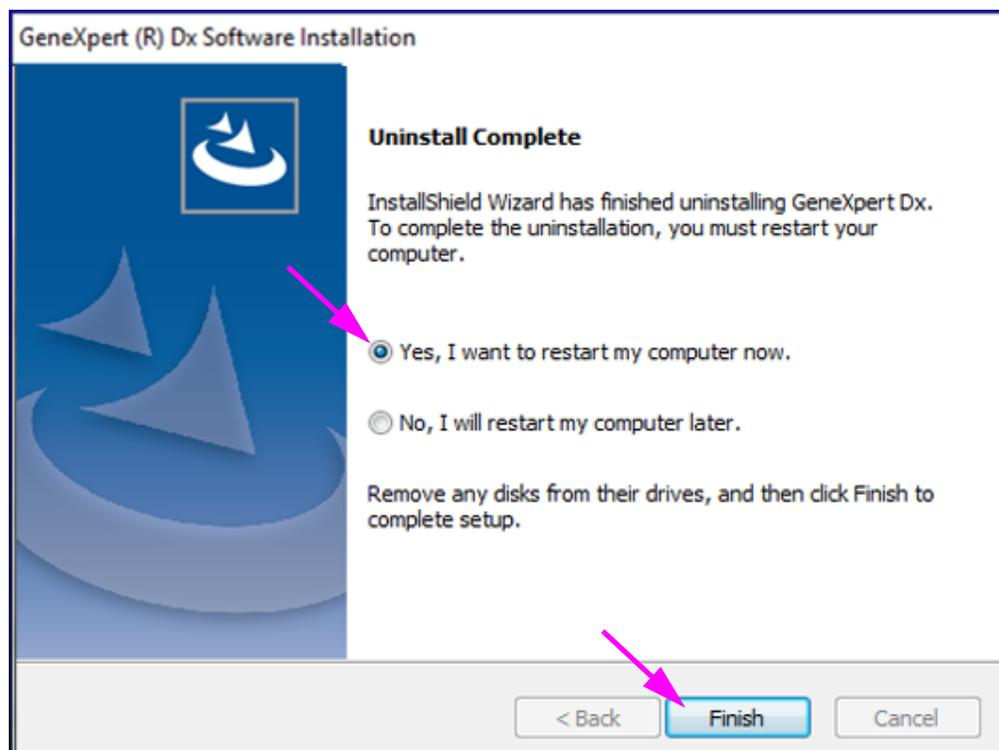 GeneXpert (R) Dx Software Installation
Uninstall Complete
InstallShield Wizard has finished uninstalling GeneXpert Dx.
To complete the uninstallation, you must restart your
computer.
Yes, I want to restart my computer now.
No, I will restart my computer later.
Remove any disks from their drives, and then click Finish to
complete setup.
< Back
Finish
Cancel